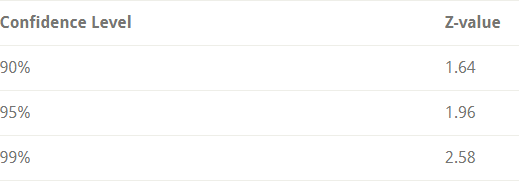 Confidence Level Z-value
90% 1.64
95% 1.96
99% 2.58